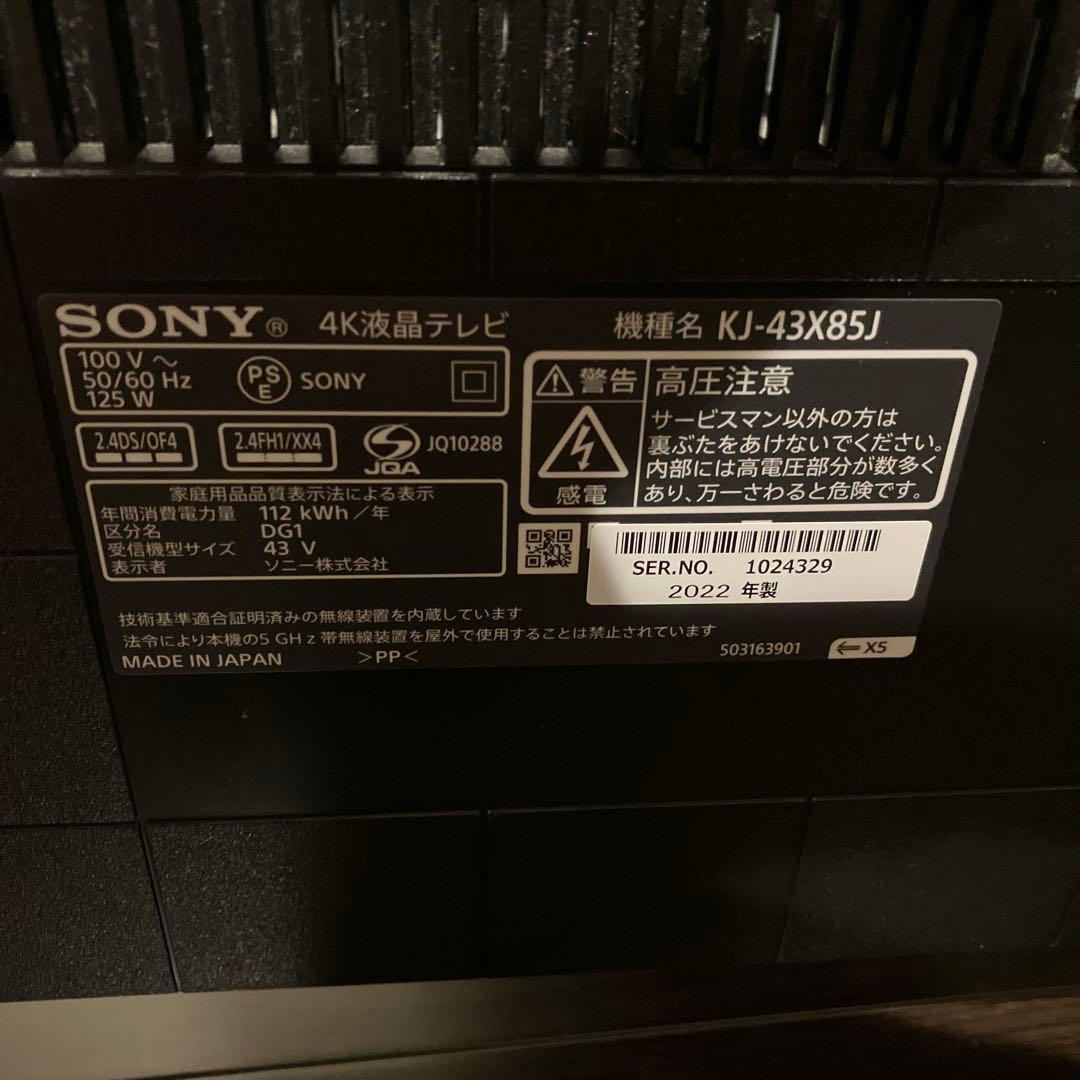 SONY® 4K液晶テレビ 機種名 KJ-43X85J
100 V ～
50/60 Hz
125 W
PS
E
SONY
2.4DS/OF4
2.4FH1/XX4
JQA
JQ10288
家庭用品品質表示法による表示
年間消費電力量 112 kWh／年
区分名 DG1
受信機型サイズ 43 V
表示者 ソニー株式会社
警告
感電
高圧注意
サービスマン以外の方は
裏ぶたをあけないでください。
内部には高電圧部分が数多く
あり、万一さわると危険です。
SER.NO. 1024329
2022 年製
技術基準適合証明済みの無線装置を内蔵しています
法令により本機の5 GHz帯無線装置を屋外で使用することは禁止されています
MADE IN JAPAN >PP<
503163901
X5